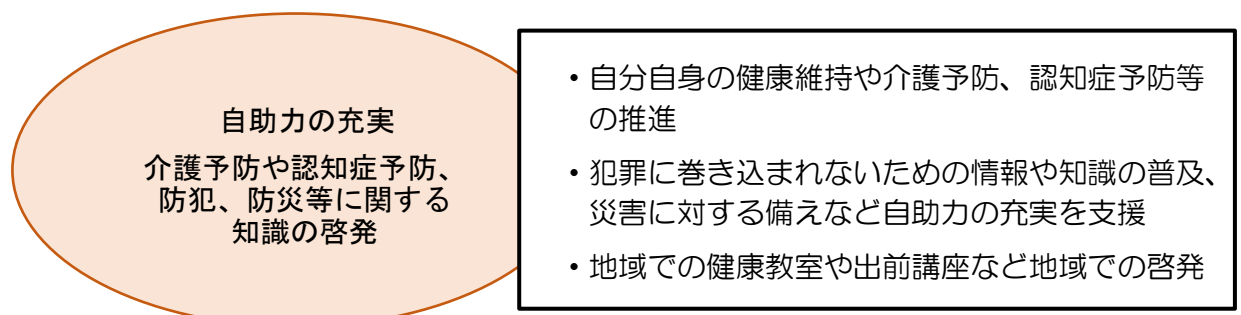 自助力の充実
介護予防や認知症予防、
防犯、防災等に関する
知識の啓発
・自分自身の健康維持や介護予防、認知症予防等
の推進
・犯罪に巻き込まれないための情報や知識の普及、
災害に対する備えなど自助力の充実を支援
・地域での健康教室や出前講座など地域での啓発